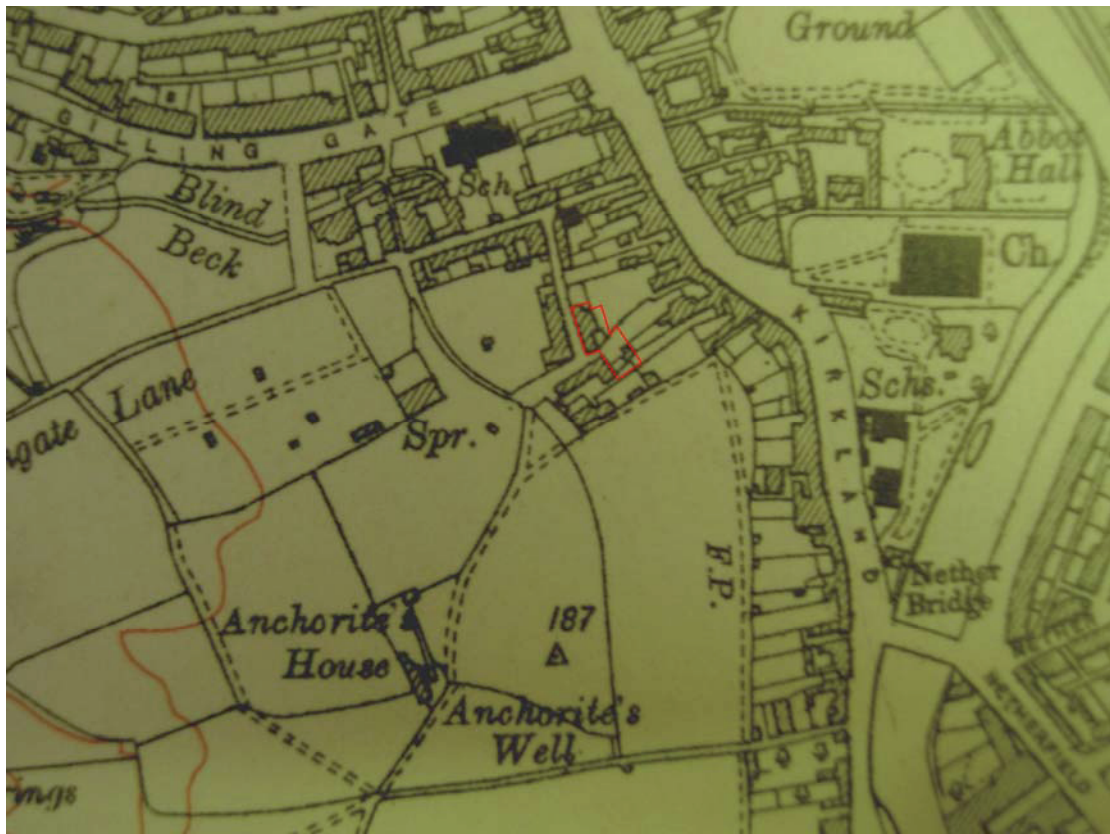 Ground
GILLING GATE
Abbot
Hall
Sch.
Blind
Beck
Ch.
KIRKLAND
Lane
Schs.
Spr.
F.P.
Nether
Bridge
Anchorite's
House
187
NETHER
NETHERFIELD
Anchorite's
Well